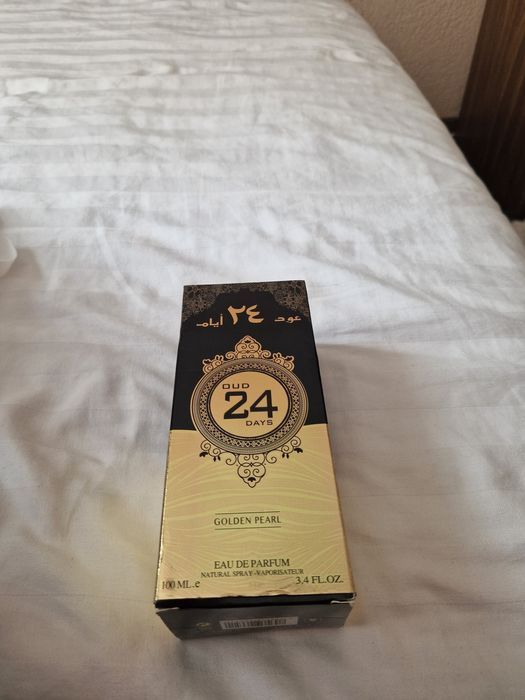 عود ٢٤ أيام
OUD
24
DAYS
GOLDEN PEARL
EAU DE PARFUM
NATURAL SPRAY-VAPORISATEUR
100 ML.e 3,4 FL.OZ.